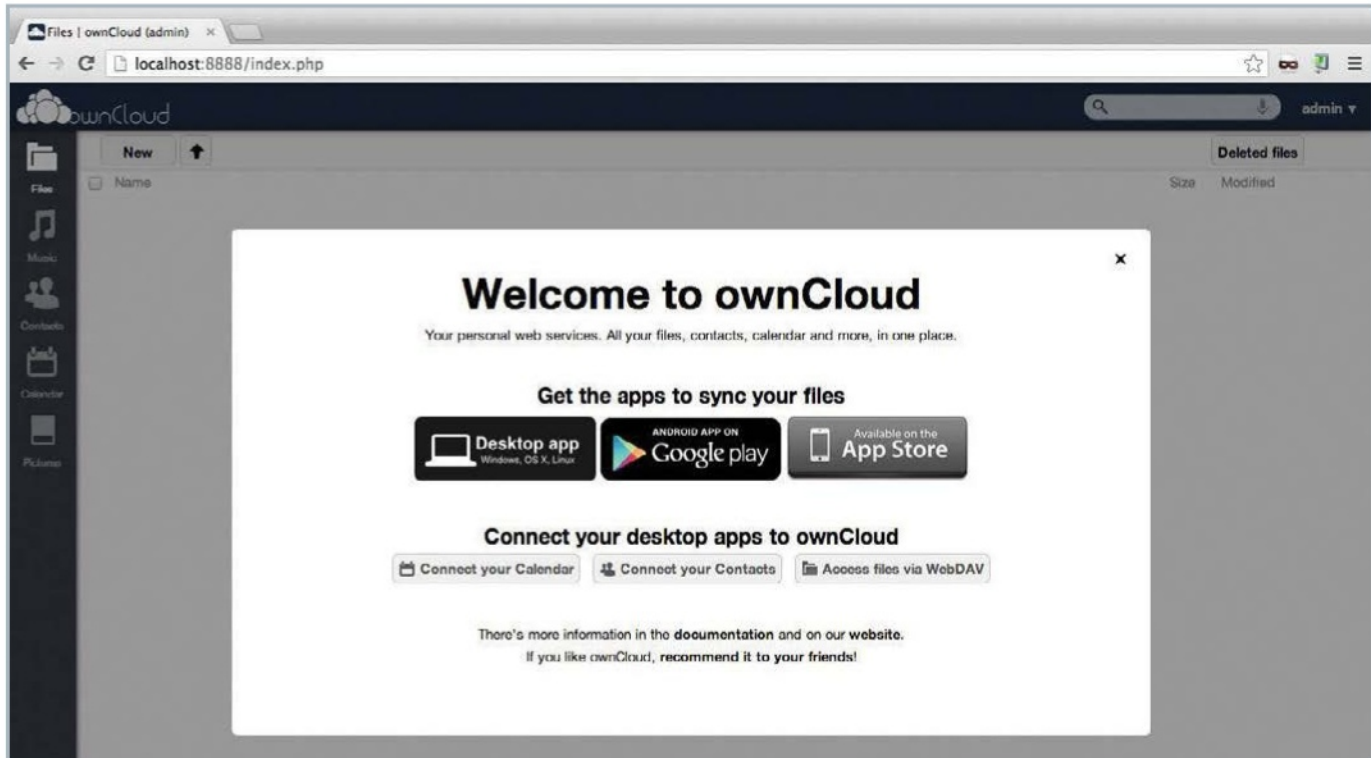 Files | ownCloud (admin)
localhost:8888/index.php
ownCloud
admin
New
Deleted files
Files
Name
Size
Modified
Music
Contacts
Calendar
Pictures
Welcome to ownCloud
Your personal web services. All your files, contacts, calendar and more, in one place.
Get the apps to sync your files
Desktop app
Windows, OS X, Linux
ANDROID APP ON
Google play
Available on the
App Store
Connect your desktop apps to ownCloud
Connect your Calendar
Connect your Contacts
Access files via WebDAV
There's more information in the documentation and on our website.
If you like ownCloud, recommend it to your friends!